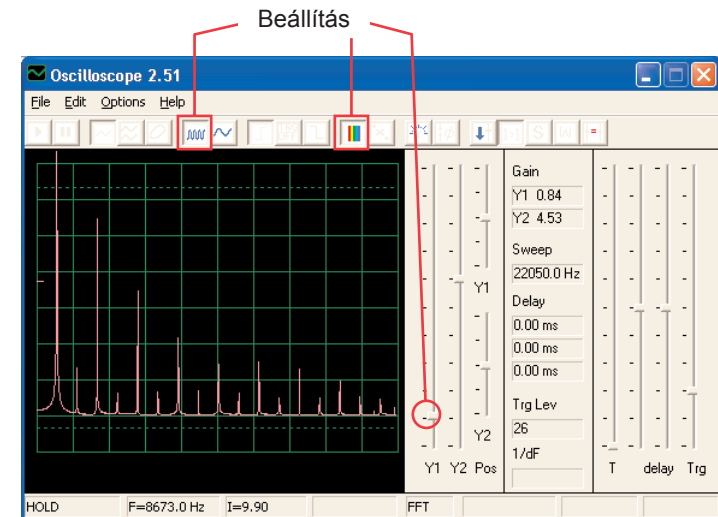 Beállítás
Oscilloscope 2.51
File Edit Options Help
Gain
Y1 0.84
Y2 4.53
Sweep
22050.0 Hz
Y1
Delay
0.00 ms
0.00 ms
0.00 ms
Trg Lev
26
Y2
1/dF
Y1 Y2 Pos
T delay Trg
HOLD F=8673.0 Hz I=9.90 FFT